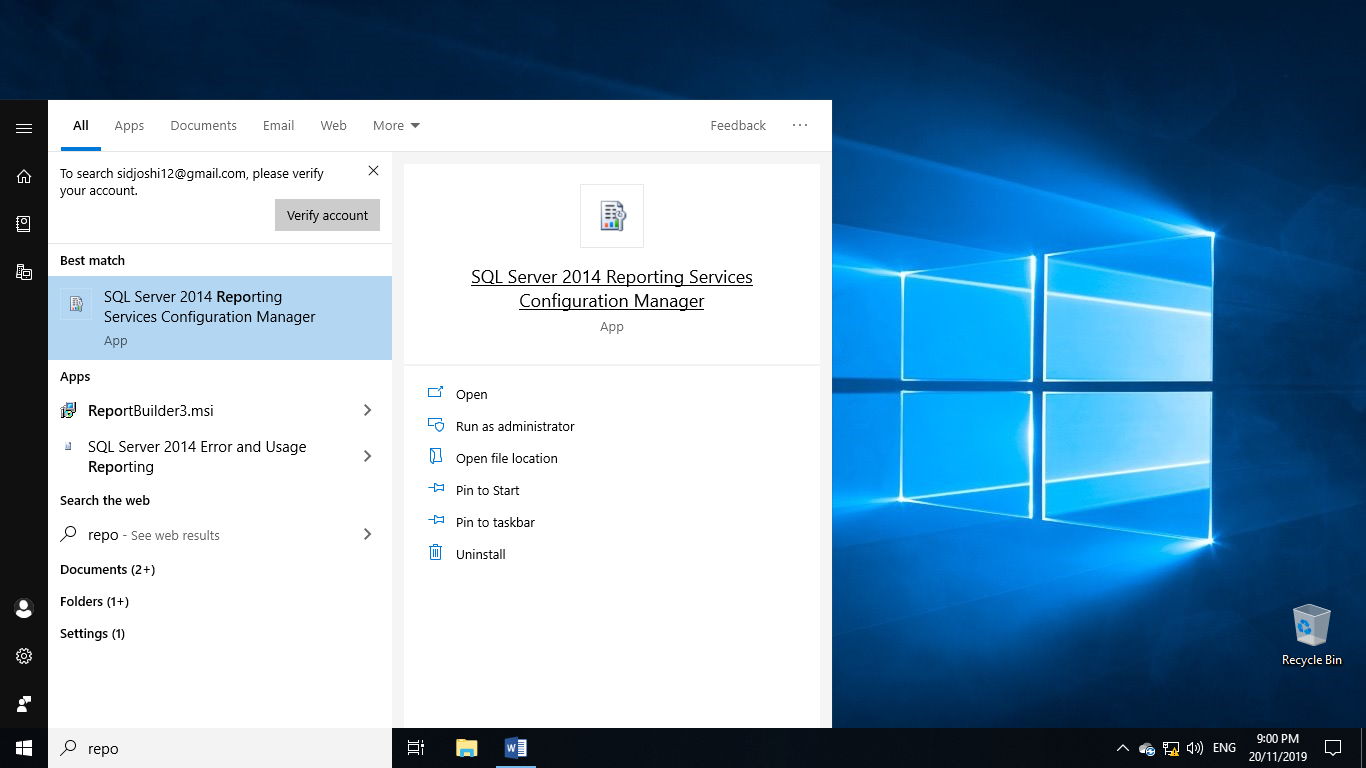 All Apps Documents Email Web More Feedback ...
To search sidjoshi12@gmail.com, please verify
your account.
Verify account
Best match
SQL Server 2014 Reporting
Services Configuration Manager
App
Apps
ReportBuilder3.msi
SQL Server 2014 Error and Usage
Reporting
Search the web
repo - See web results
Documents (2+)
Folders (1+)
Settings (1)
SQL Server 2014 Reporting Services
Configuration Manager
App
Open
Run as administrator
Open file location
Pin to Start
Pin to taskbar
Uninstall
Recycle Bin
repo
ENG
9:00 PM
20/11/2019